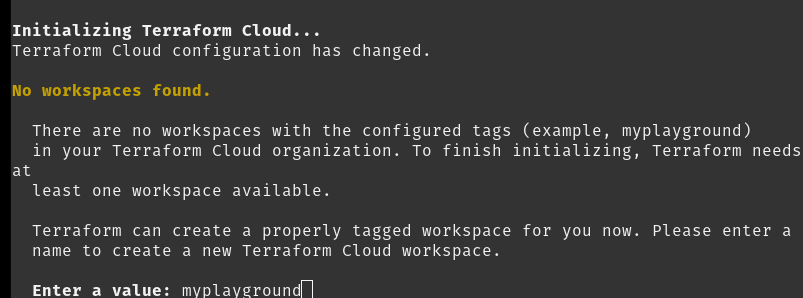 Initializing Terraform Cloud...
Terraform Cloud configuration has changed.
No workspaces found.
There are no workspaces with the configured tags (example, myplayground)
in your Terraform Cloud organization. To finish initializing, Terraform needs
at
least one workspace available.
Terraform can create a properly tagged workspace for you now. Please enter a
name to create a new Terraform Cloud workspace.
Enter a value: myplayground